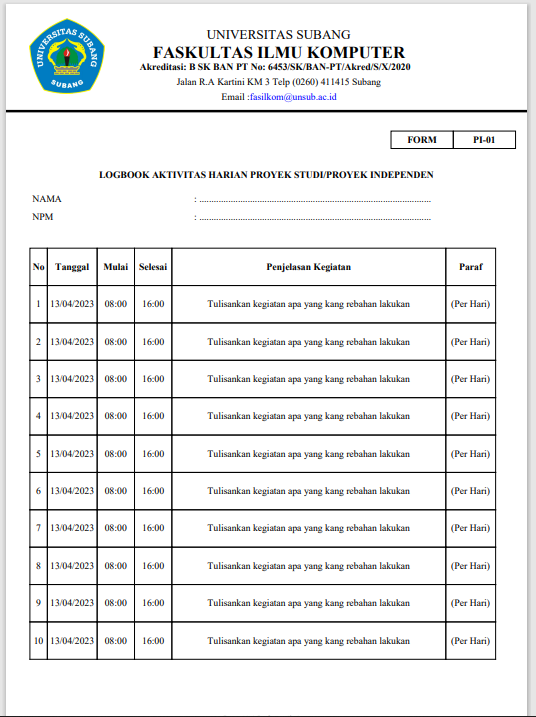 UNIVERSITAS SUBANG
SUBANG
UNIVERSITAS SUBANG
FASKULTAS ILMU KOMPUTER
Akreditasi: B SK BAN PT No: 6453/SK/BAN-PT/Akred/S/X/2020
Jalan R.A Kartini KM 3 Telp (0260) 411415 Subang
Email :fasilkom@unsub.ac.id
FORM PI-01
LOGBOOK AKTIVITAS HARIAN PROYEK STUDI/PROYEK INDEPENDEN
NAMA : ................................................................................
NPM : ................................................................................
No Tanggal Mulai Selesai Penjelasan Kegiatan Paraf
1 13/04/2023 08:00 16:00 Tulisankan kegiatan apa yang kang rebahan lakukan (Per Hari)
2 13/04/2023 08:00 16:00 Tulisankan kegiatan apa yang kang rebahan lakukan (Per Hari)
3 13/04/2023 08:00 16:00 Tulisankan kegiatan apa yang kang rebahan lakukan (Per Hari)
4 13/04/2023 08:00 16:00 Tulisankan kegiatan apa yang kang rebahan lakukan (Per Hari)
5 13/04/2023 08:00 16:00 Tulisankan kegiatan apa yang kang rebahan lakukan (Per Hari)
6 13/04/2023 08:00 16:00 Tulisankan kegiatan apa yang kang rebahan lakukan (Per Hari)
7 13/04/2023 08:00 16:00 Tulisankan kegiatan apa yang kang rebahan lakukan (Per Hari)
8 13/04/2023 08:00 16:00 Tulisankan kegiatan apa yang kang rebahan lakukan (Per Hari)
9 13/04/2023 08:00 16:00 Tulisankan kegiatan apa yang kang rebahan lakukan (Per Hari)
10 13/04/2023 08:00 16:00 Tulisankan kegiatan apa yang kang rebahan lakukan (Per Hari)